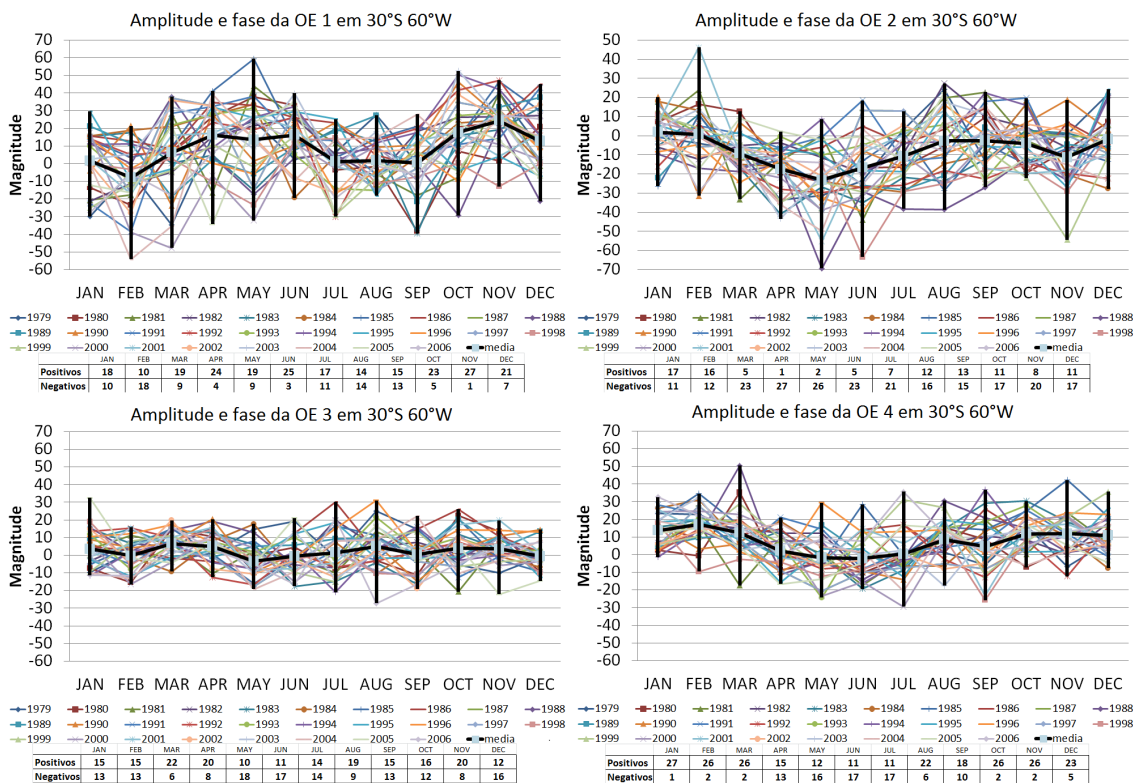 Amplitude e fase da OE 1 em 30°S 60°W
70
60
50
40
30
20
10
0
-10
-20
-30
-40
-50
-60
Magnitude
JAN FEB MAR APR MAY JUN JUL AUG SEP OCT NOV DEC
1979 1980 1981 1982 1983 1984 1985 1986 1987 1988
1989 1990 1991 1992 1993 1994 1995 1996 1997 1998
1999 2000 2001 2002 2003 2004 2005 2006 media
JAN FEB MAR APR MAY JUN JUL AUG SEP OCT NOV DEC
Positivos 18 10 19 24 19 25 17 14 15 23 27 21
Negativos 10 18 9 4 9 3 11 14 13 5 1 7
Amplitude e fase da OE 2 em 30°S 60°W
50
40
30
20
10
0
-10
-20
-30
-40
-50
-60
-70
Magnitude
JAN FEB MAR APR MAY JUN JUL AUG SEP OCT NOV DEC
1979 1980 1981 1982 1983 1984 1985 1986 1987 1988
1989 1990 1991 1992 1993 1994 1995 1996 1997 1998
1999 2000 2001 2002 2003 2004 2005 2006 media
JAN FEB MAR APR MAY JUN JUL AUG SEP OCT NOV DEC
Positivos 17 16 5 1 2 5 7 12 13 11 8 11
Negativos 11 12 23 27 26 23 21 16 15 17 20 17
Amplitude e fase da OE 3 em 30°S 60°W
70
60
50
40
30
20
10
0
-10
-20
-30
-40
-50
-60
Magnitude
JAN FEB MAR APR MAY JUN JUL AUG SEP OCT NOV DEC
1979 1980 1981 1982 1983 1984 1985 1986 1987 1988
1989 1990 1991 1992 1993 1994 1995 1996 1997 1998
1999 2000 2001 2002 2003 2004 2005 2006 media
JAN FEB MAR APR MAY JUN JUL AUG SEP OCT NOV DEC
Positivos 15 15 22 20 10 11 14 19 15 16 20 12
Negativos 13 13 6 8 18 17 14 9 13 12 8 16
Amplitude e fase da OE 4 em 30°S 60°W
70
60
50
40
30
20
10
0
-10
-20
-30
-40
-50
-60
Magnitude
JAN FEB MAR APR MAY JUN JUL AUG SEP OCT NOV DEC
1979 1980 1981 1982 1983 1984 1985 1986 1987 1988
1989 1990 1991 1992 1993 1994 1995 1996 1997 1998
1999 2000 2001 2002 2003 2004 2005 2006 media
JAN FEB MAR APR MAY JUN JUL AUG SEP OCT NOV DEC
Positivos 27 26 26 15 12 11 11 22 18 26 26 23
Negativos 1 2 2 13 16 17 17 6 10 2 2 5